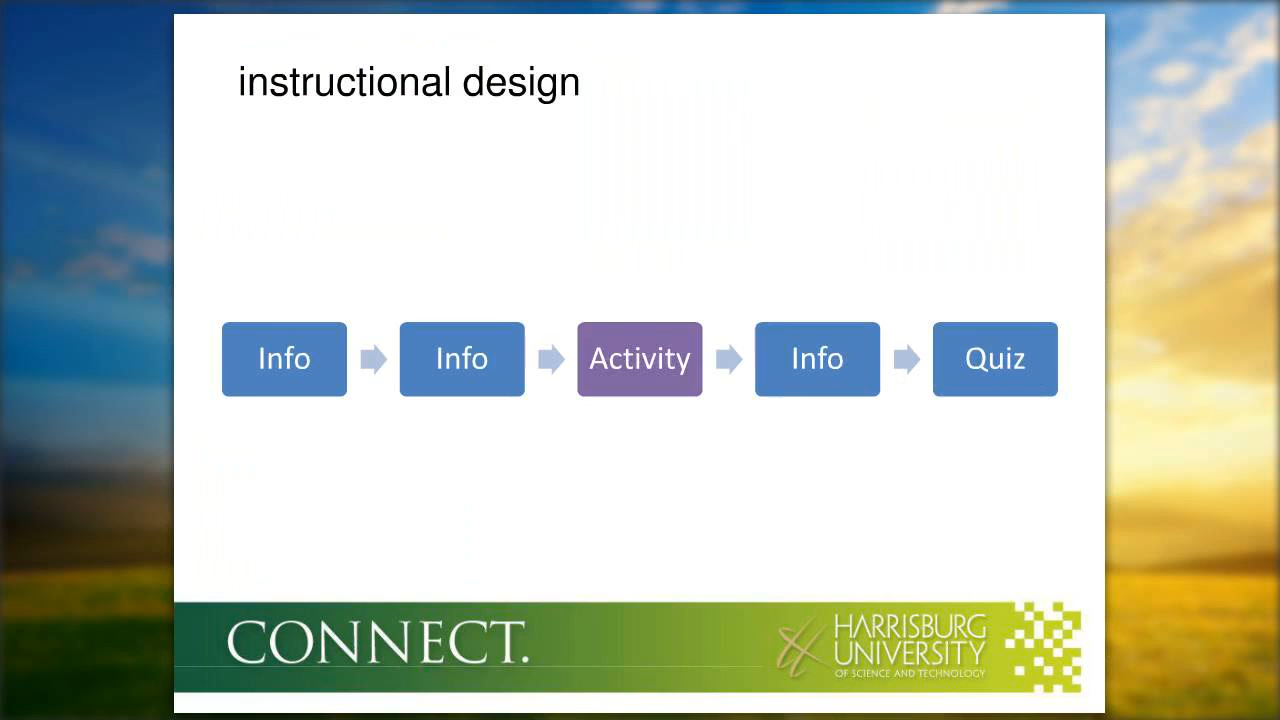 instructional design
Info
Info
Activity
Info
Quiz
CONNECT.
HARRISBURG
UNIVERSITY
OF SCIENCE AND TECHNOLOGY